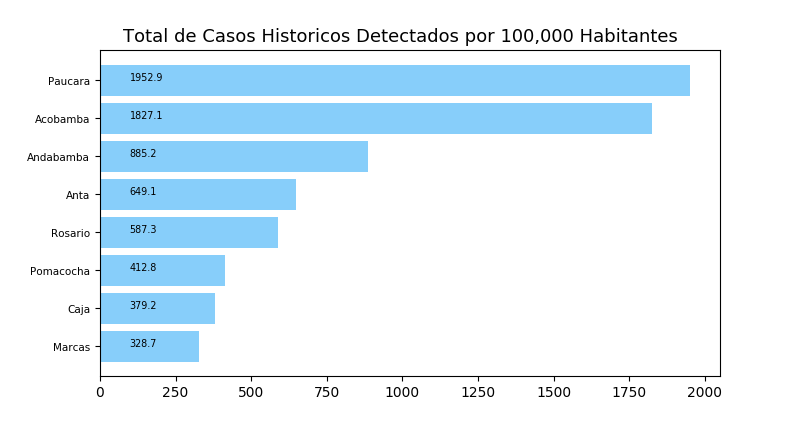 Total de Casos Historicos Detectados por 100,000 Habitantes
Paucara 1952.9
Acobamba 1827.1
Andabamba 885.2
Anta 649.1
Rosario 587.3
Pomacocha 412.8
Caja 379.2
Marcas 328.7
0 250 500 750 1000 1250 1500 1750 2000